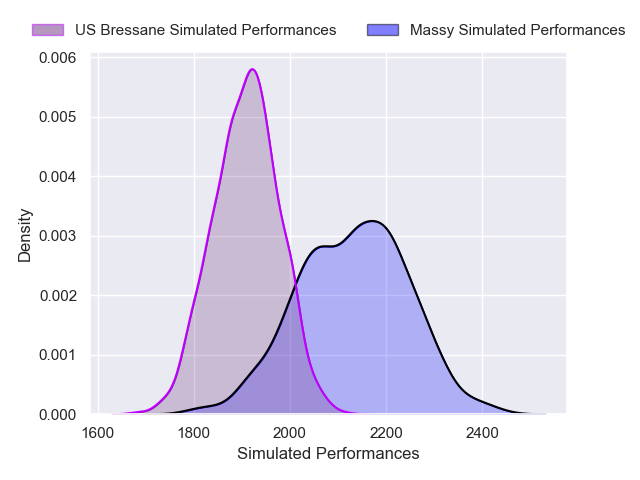 US Bressane Simulated Performances
Massy Simulated Performances
0.006
0.005
0.004
0.003
0.002
0.001
0.000
Density
1600 1800 2000 2200 2400
Simulated Performances